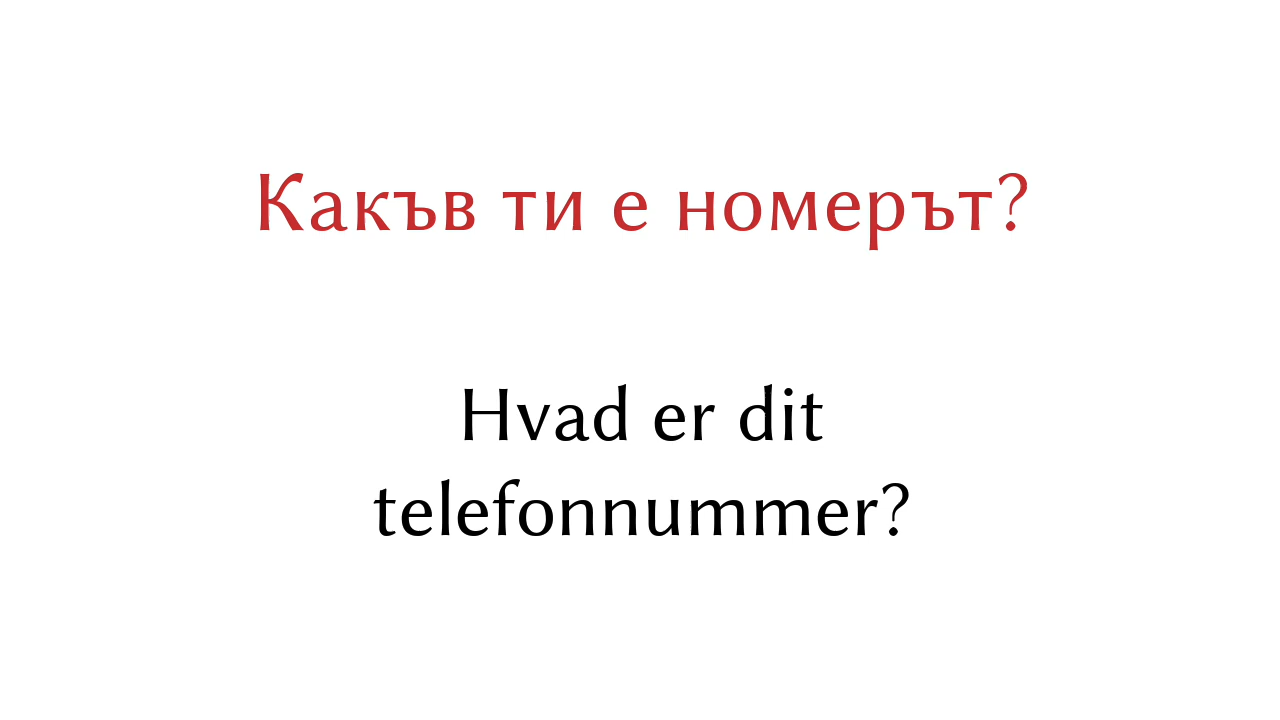 Какъв ти е номерът?
Hvad er dit
telefonnummer?